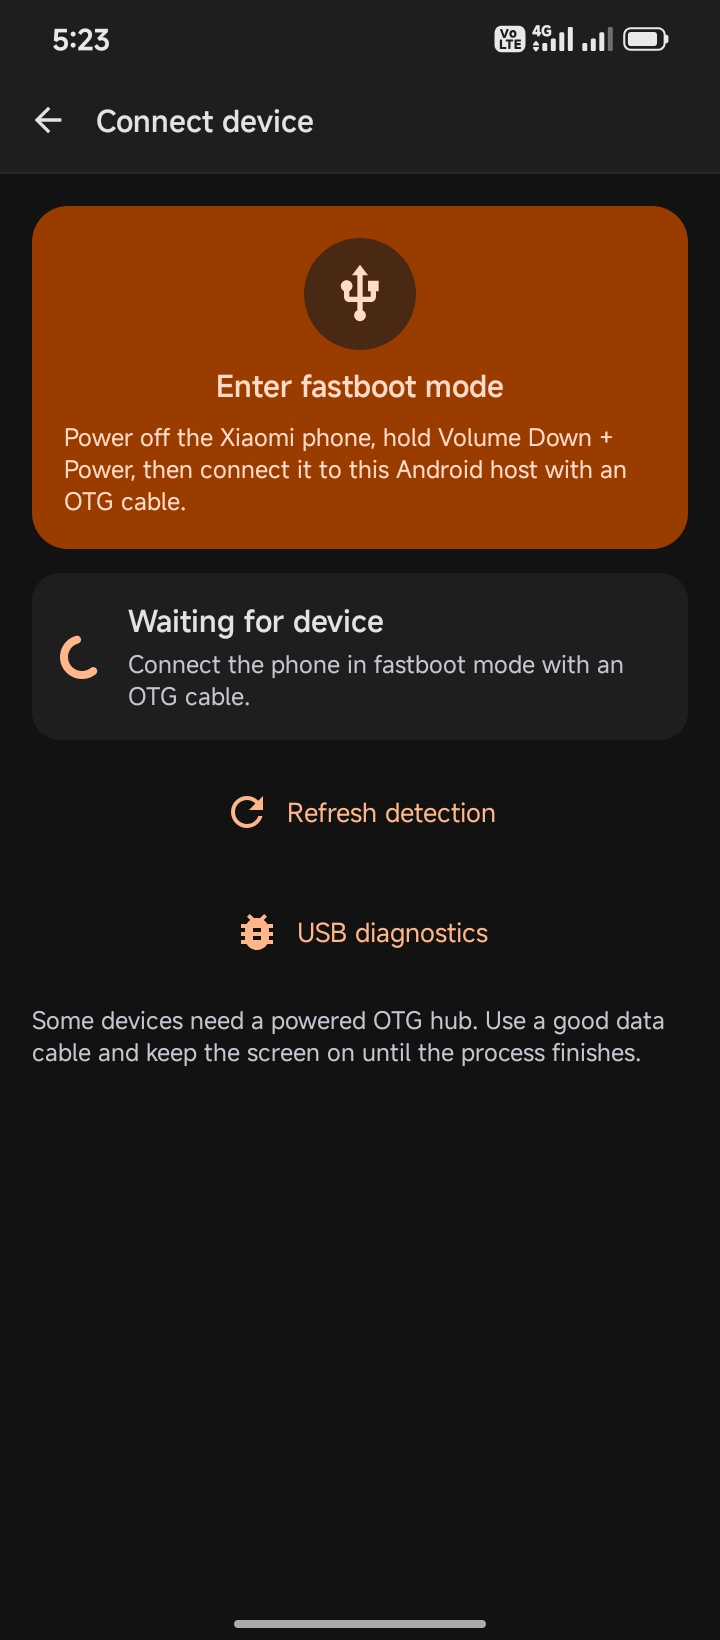 5:23
Vo
LTE
4G
Connect device
Enter fastboot mode
Power off the Xiaomi phone, hold Volume Down +
Power, then connect it to this Android host with an
OTG cable.
Waiting for device
Connect the phone in fastboot mode with an
OTG cable.
Refresh detection
USB diagnostics
Some devices need a powered OTG hub. Use a good data
cable and keep the screen on until the process finishes.